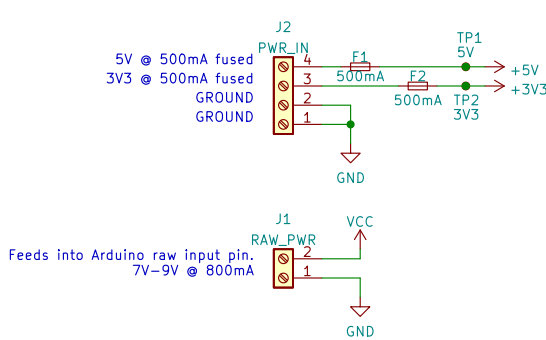 J2
PWR_IN
5V @ 500mA fused
3V3 @ 500mA fused
GROUND
GROUND
4
3
2
1
F1
500mA
F2
500mA
TP1
5V
+5V
+3V3
TP2
3V3
GND
J1
RAW_PWR
VCC
Feeds into Arduino raw input pin.
7V-9V @ 800mA
2
1
GND